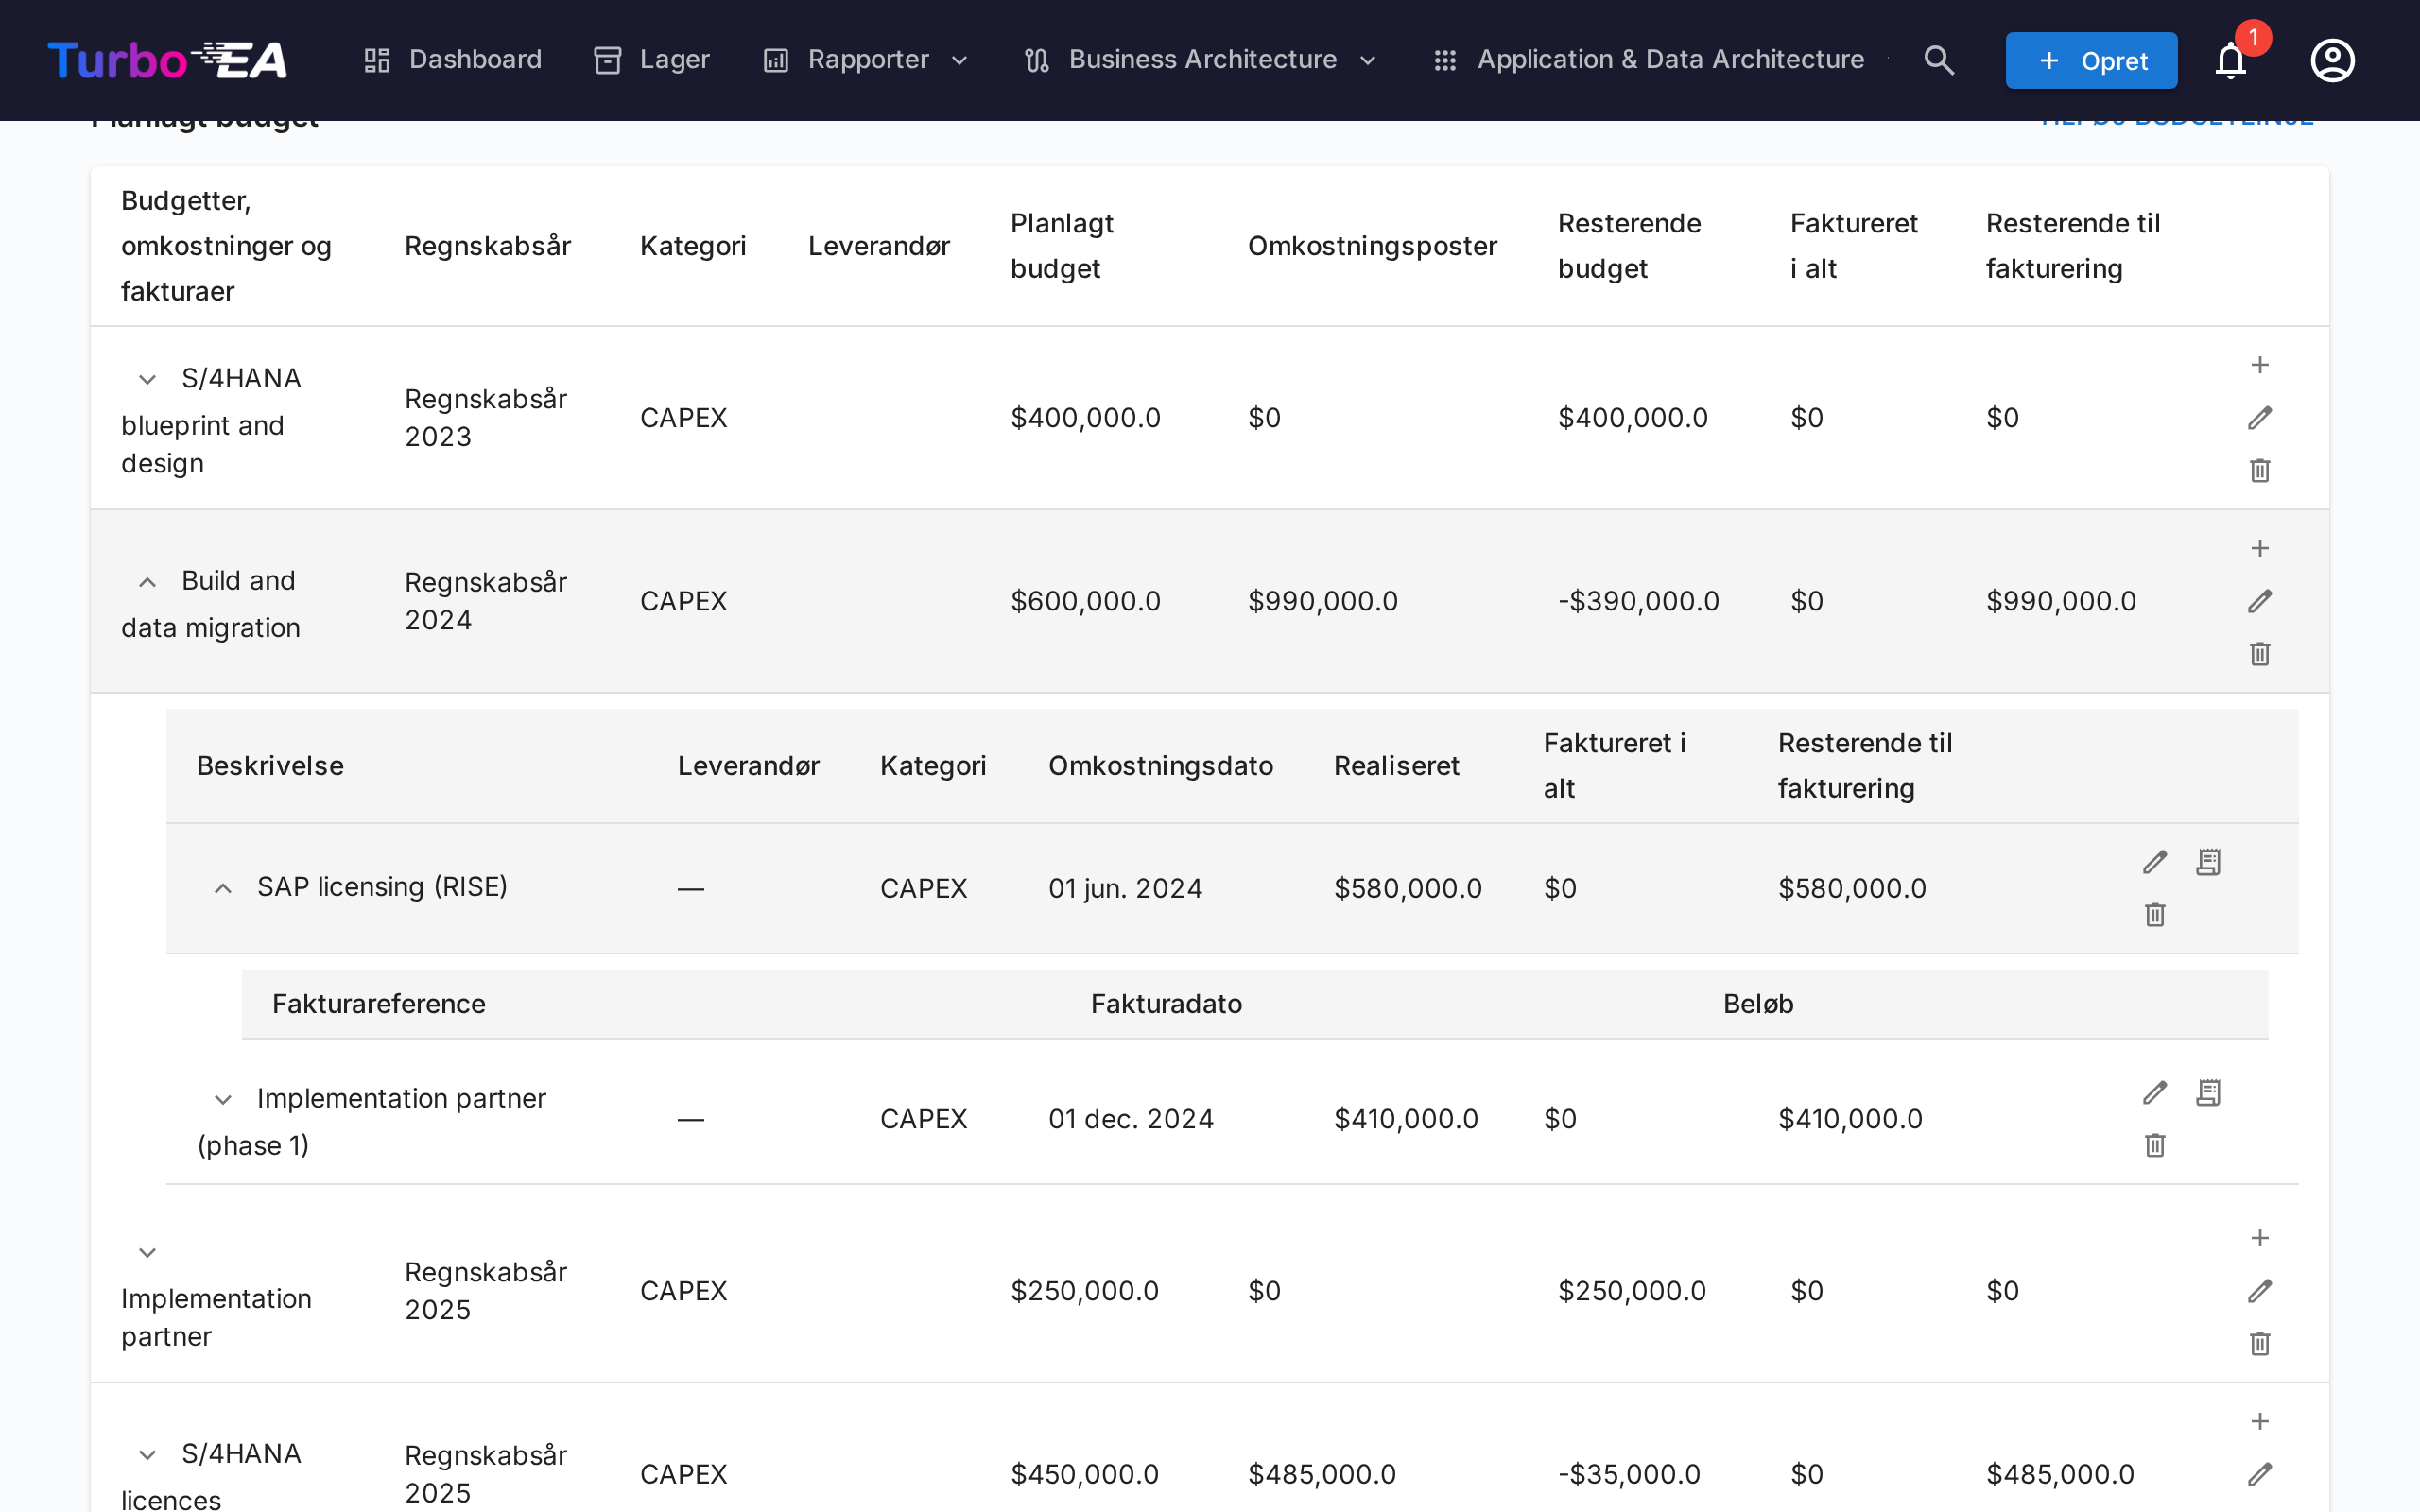 Turbo EA
Dashboard
Lager
Rapporter
Business Architecture
Application & Data Architecture
Opret
1
Planlagt budget
TILFØJ BUDGETLINJE
Budgetter, omkostninger og fakturaer
Regnskabsår
Kategori
Leverandør
Planlagt budget
Omkostningsposter
Resterende budget
Faktureret i alt
Resterende til fakturering
S/4HANA blueprint and design
Regnskabsår 2023
CAPEX
$400,000.0
$0
$400,000.0
$0
$0
Build and data migration
Regnskabsår 2024
CAPEX
$600,000.0
$990,000.0
-$390,000.0
$0
$990,000.0
Beskrivelse
Leverandør
Kategori
Omkostningsdato
Realiseret
Faktureret i alt
Resterende til fakturering
SAP licensing (RISE)
—
CAPEX
01 jun. 2024
$580,000.0
$0
$580,000.0
Fakturareference
Fakturadato
Beløb
Implementation partner (phase 1)
—
CAPEX
01 dec. 2024
$410,000.0
$0
$410,000.0
Implementation partner
Regnskabsår 2025
CAPEX
$250,000.0
$0
$250,000.0
$0
$0
S/4HANA licences
Regnskabsår 2025
CAPEX
$450,000.0
$485,000.0
-$35,000.0
$0
$485,000.0